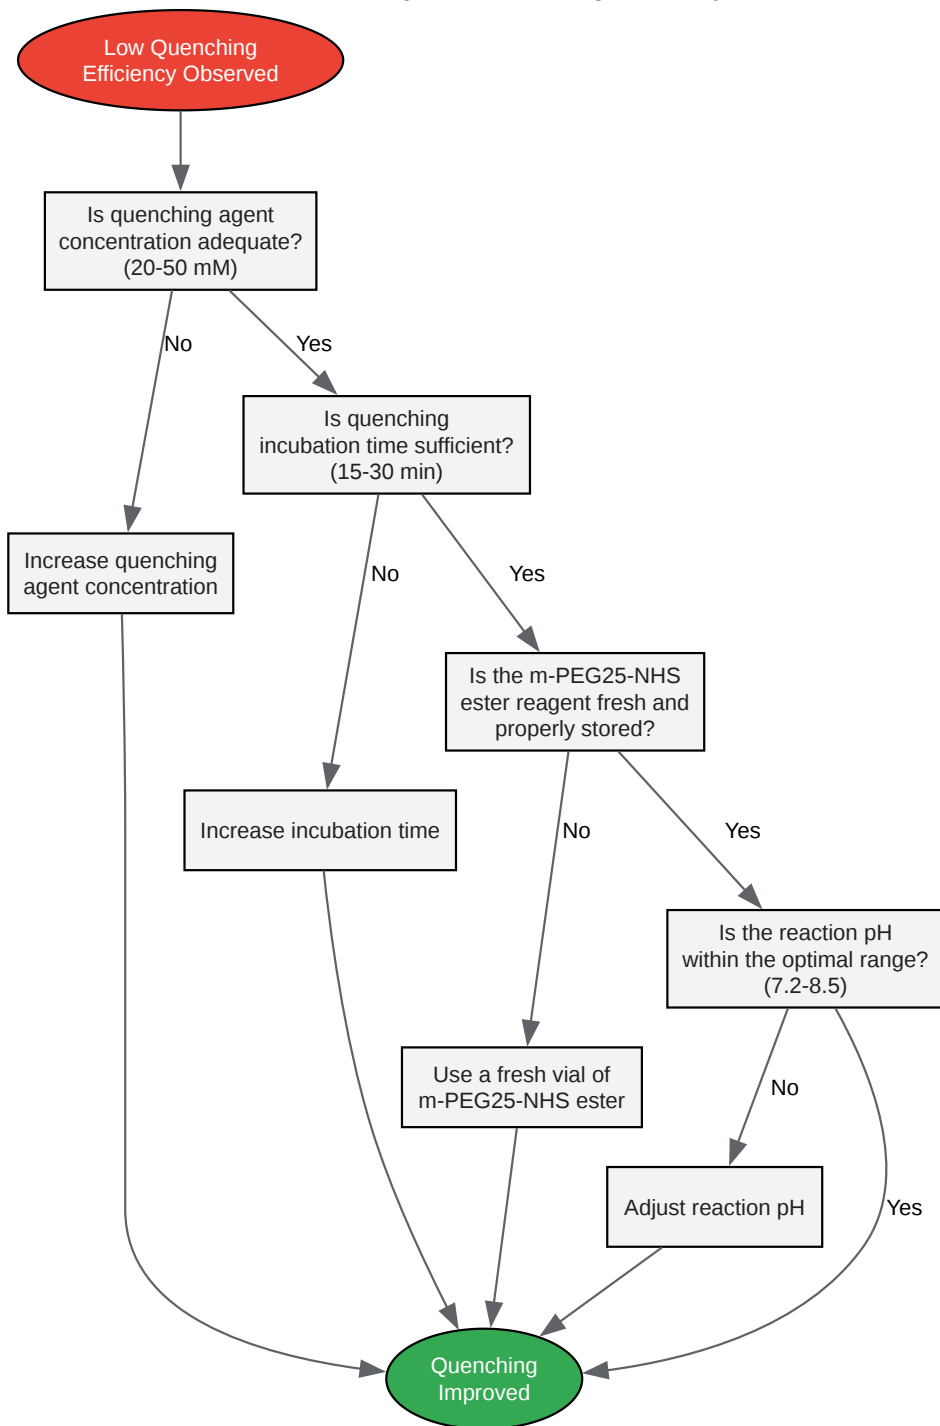 Low Quenching
Efficiency Observed
Is quenching agent
concentration adequate?
(20-50 mM)
No
Yes
Is quenching
incubation time sufficient?
(15-30 min)
Increase quenching
agent concentration
No
Yes
Is the m-PEG25-NHS
ester reagent fresh and
properly stored?
Increase incubation time
No
Yes
Is the reaction pH
within the optimal range?
(7.2-8.5)
Use a fresh vial of
m-PEG25-NHS ester
No
Adjust reaction pH
Yes
Quenching
Improved